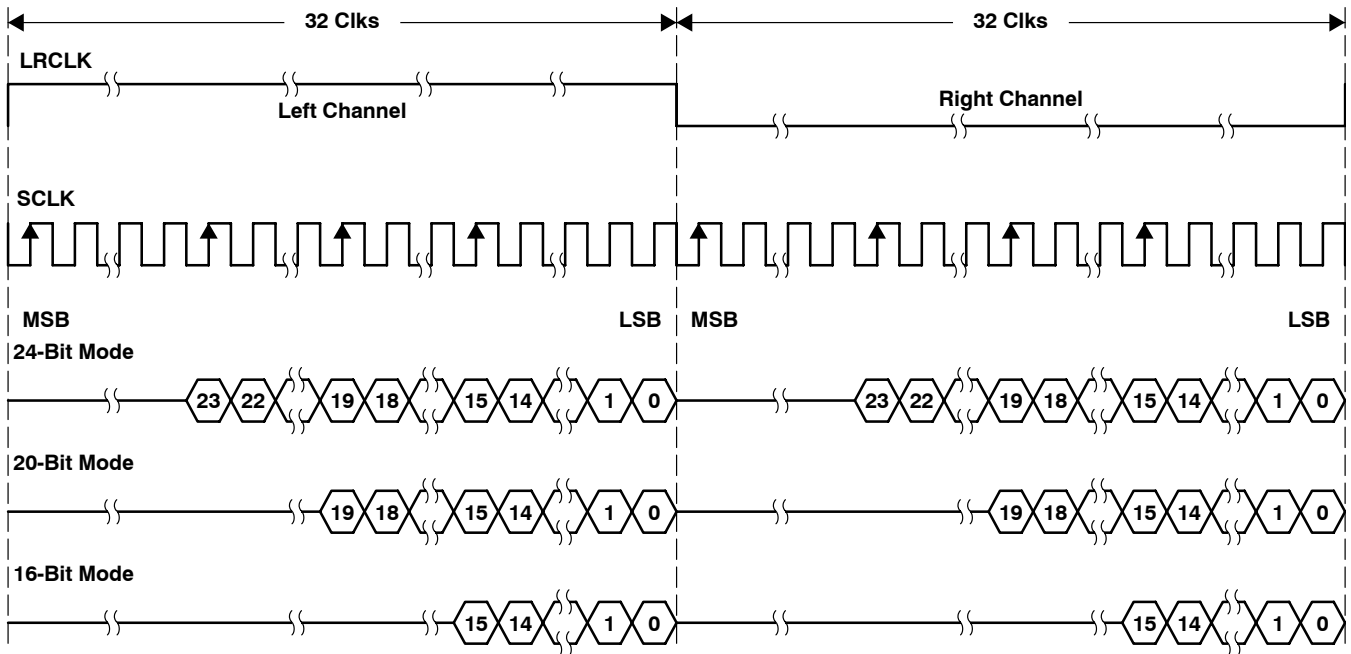 32 Clks 32 Clks
LRCLK
Left Channel Right Channel
SCLK
MSB LSB MSB LSB
24-Bit Mode
23 22 19 18 15 14 1 0 23 22 19 18 15 14 1 0
20-Bit Mode
19 18 15 14 1 0 19 18 15 14 1 0
16-Bit Mode
15 14 1 0 15 14 1 0